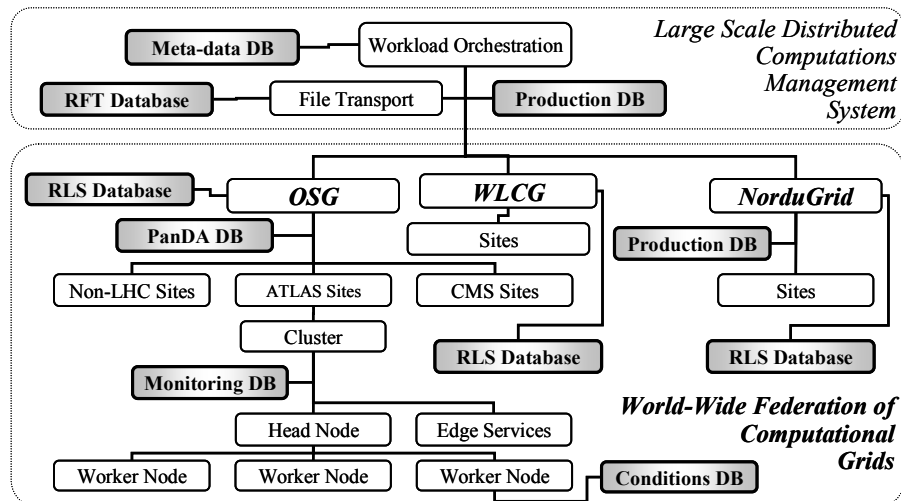 Large Scale Distributed
Computations
Management
System
Meta-data DB
Workload Orchestration
RFT Database
File Transport
Production DB
RLS Database
OSG
WLCG
NorduGrid
PanDA DB
Sites
Production DB
Non-LHC Sites
ATLAS Sites
CMS Sites
Sites
Cluster
RLS Database
RLS Database
Monitoring DB
World-Wide Federation of
Computational
Grids
Head Node
Edge Services
Worker Node
Worker Node
Worker Node
Conditions DB